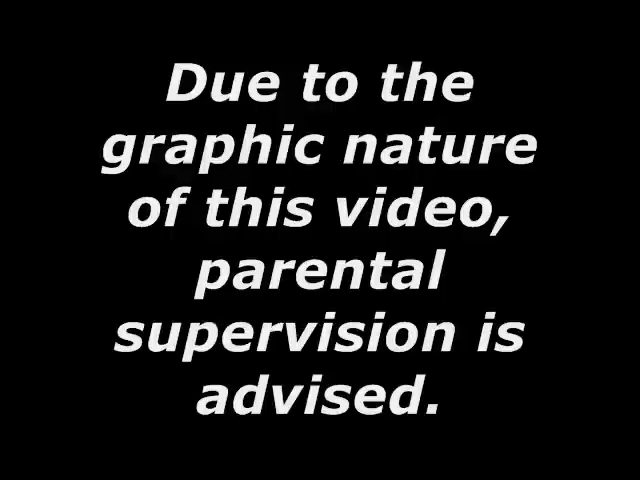 Due to the
graphic nature
of this video,
parental
supervision is
advised.